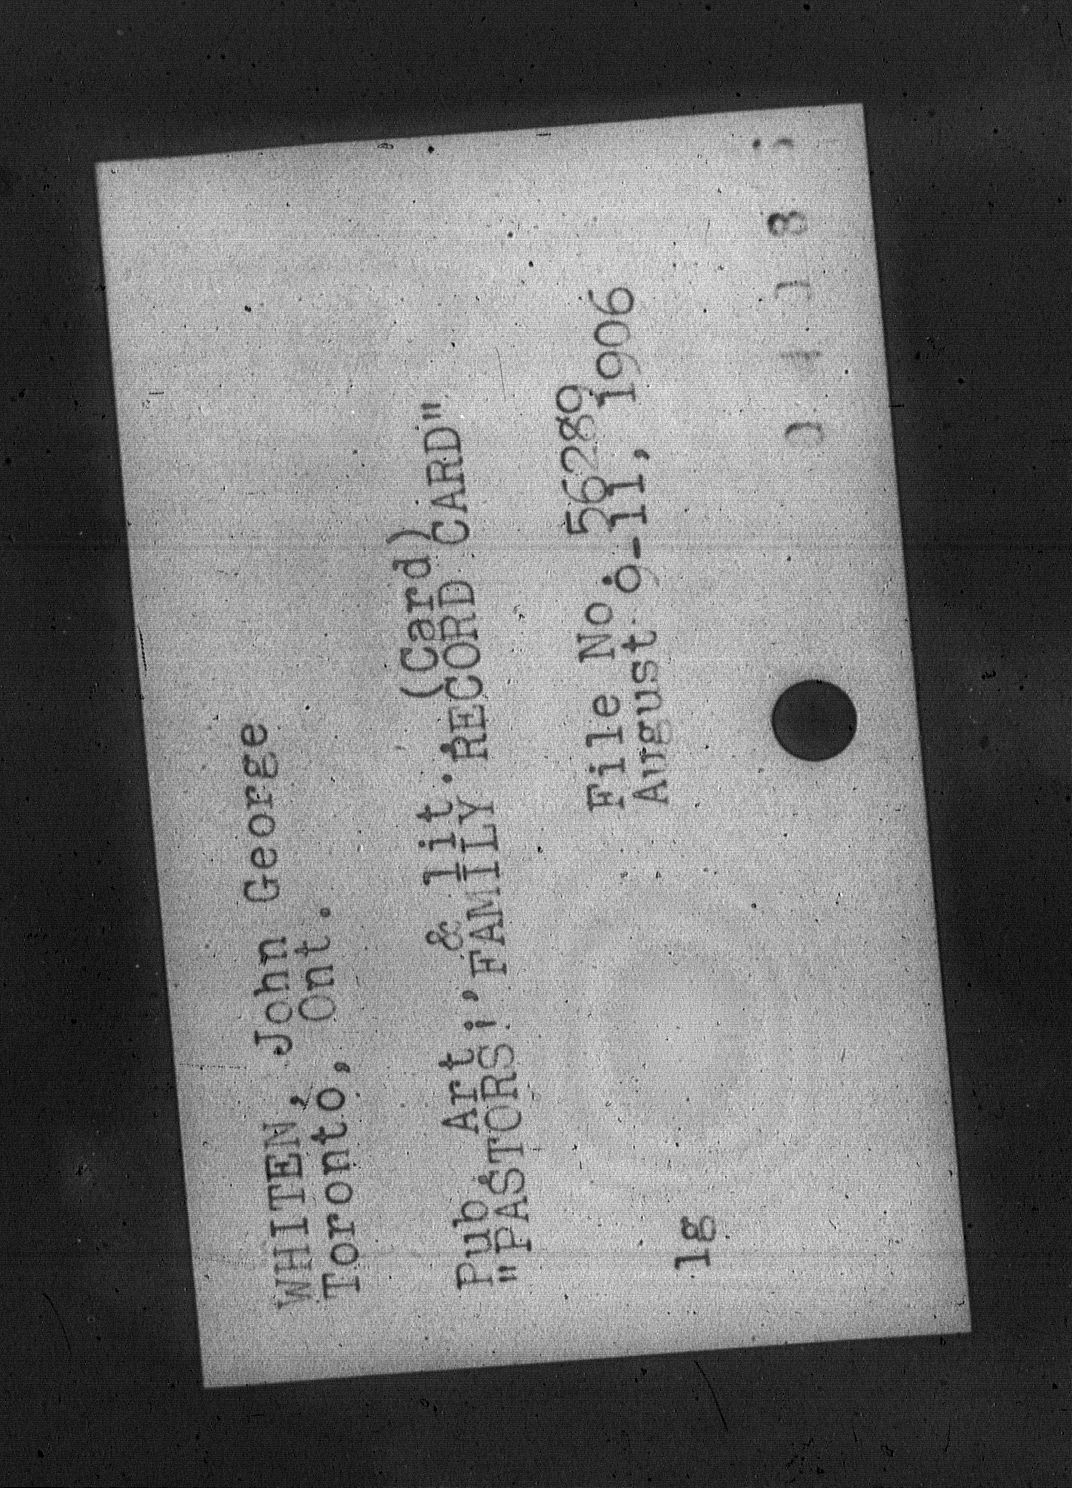 WHITEN, John George
Toronto, Ont.
Pub. Art. & lit. (Card)
"PASTORS' FAMILY RECORD CARD"
File No. 56289
August 9-11, 1906
lg